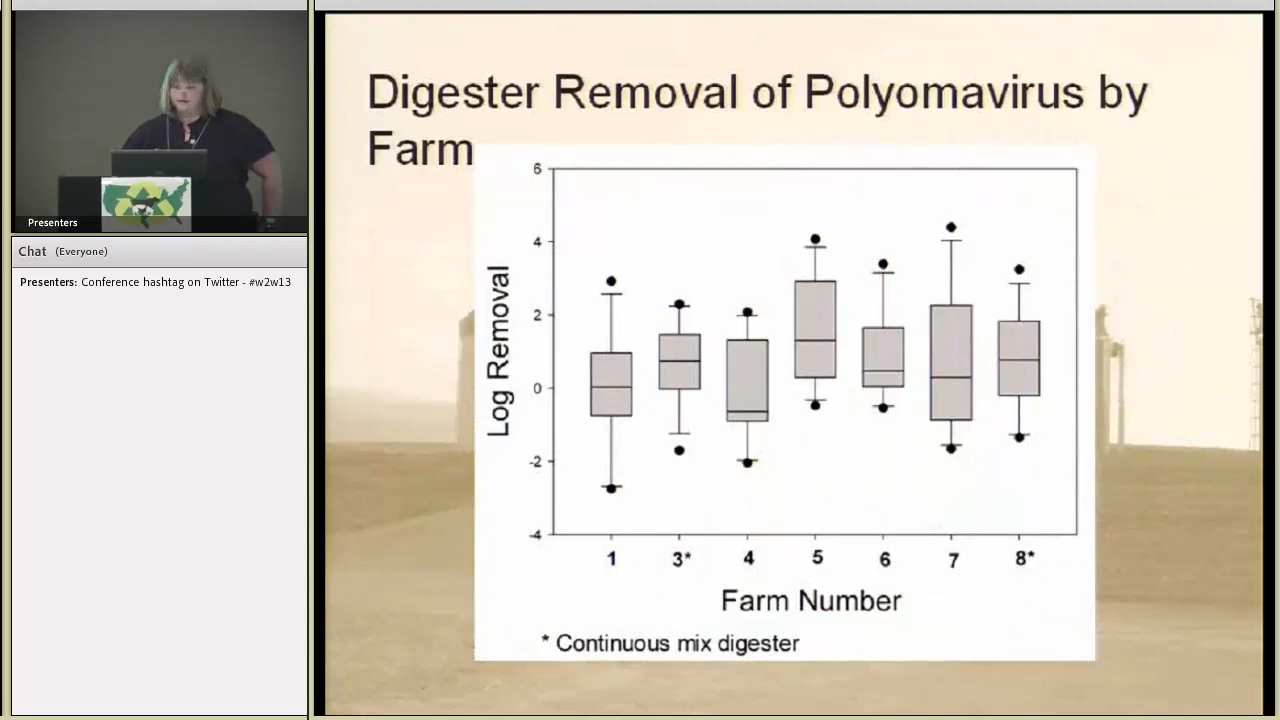 Presenters
Chat (Everyone)
Presenters: Conference hashtag on Twitter - #w2w13
Digester Removal of Polyomavirus by
Farm
6
4
2
0
-2
-4
Log Removal
1 3* 4 5 6 7 8*
Farm Number
* Continuous mix digester